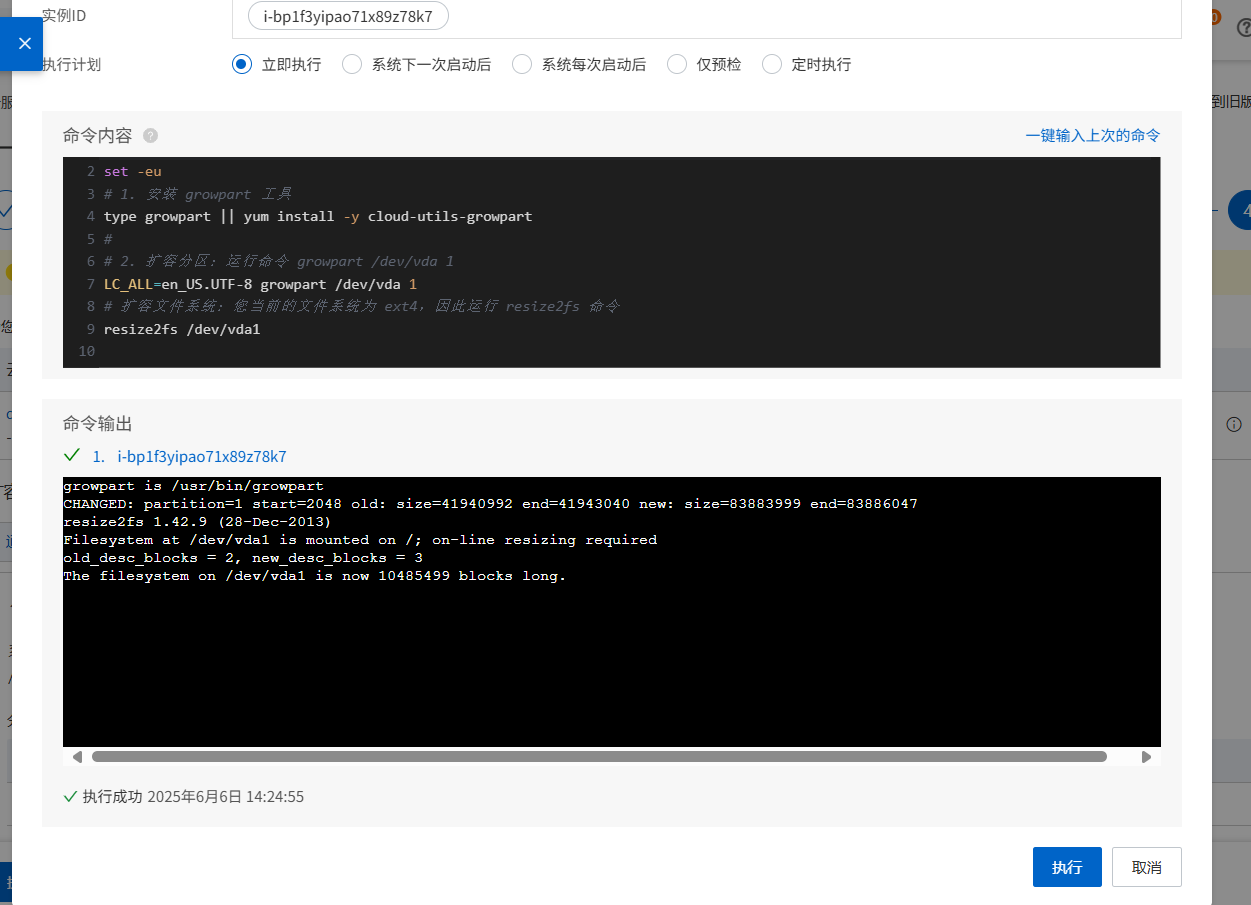 实例ID
i-bp1f3yipao71x89z78k7
执行计划
立即执行 系统下一次启动后 系统每次启动后 仅预检 定时执行
到旧版
命令内容
一键输入上次的命令
2 set -eu
3 # 1. 安装 growpart 工具
4 type growpart || yum install -y cloud-utils-growpart
5 #
6 # 2. 扩容分区：运行命令 growpart /dev/vda 1
7 LC_ALL=en_US.UTF-8 growpart /dev/vda 1
8 # 扩容文件系统：您当前的文件系统为 ext4，因此运行 resize2fs 命令
9 resize2fs /dev/vda1
10
命令输出
1. i-bp1f3yipao71x89z78k7
growpart is /usr/bin/growpart
CHANGED: partition=1 start=2048 old: size=41940992 end=41943040 new: size=83883999 end=83886047
resize2fs 1.42.9 (28-Dec-2013)
Filesystem at /dev/vda1 is mounted on /; on-line resizing required
old_desc_blocks = 2, new_desc_blocks = 3
The filesystem on /dev/vda1 is now 10485499 blocks long.
执行成功 2025年6月6日 14:24:55
执行 取消